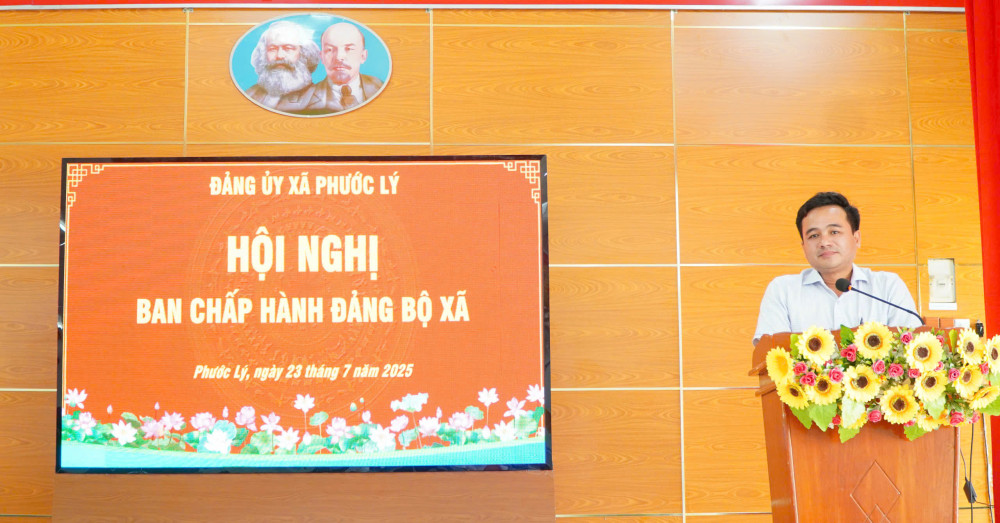 ĐẢNG ỦY XÃ PHƯỚC LÝ
HỘI NGHỊ
BAN CHẤP HÀNH ĐẢNG BỘ XÃ
Phước Lý, ngày 23 tháng 7 năm 2025